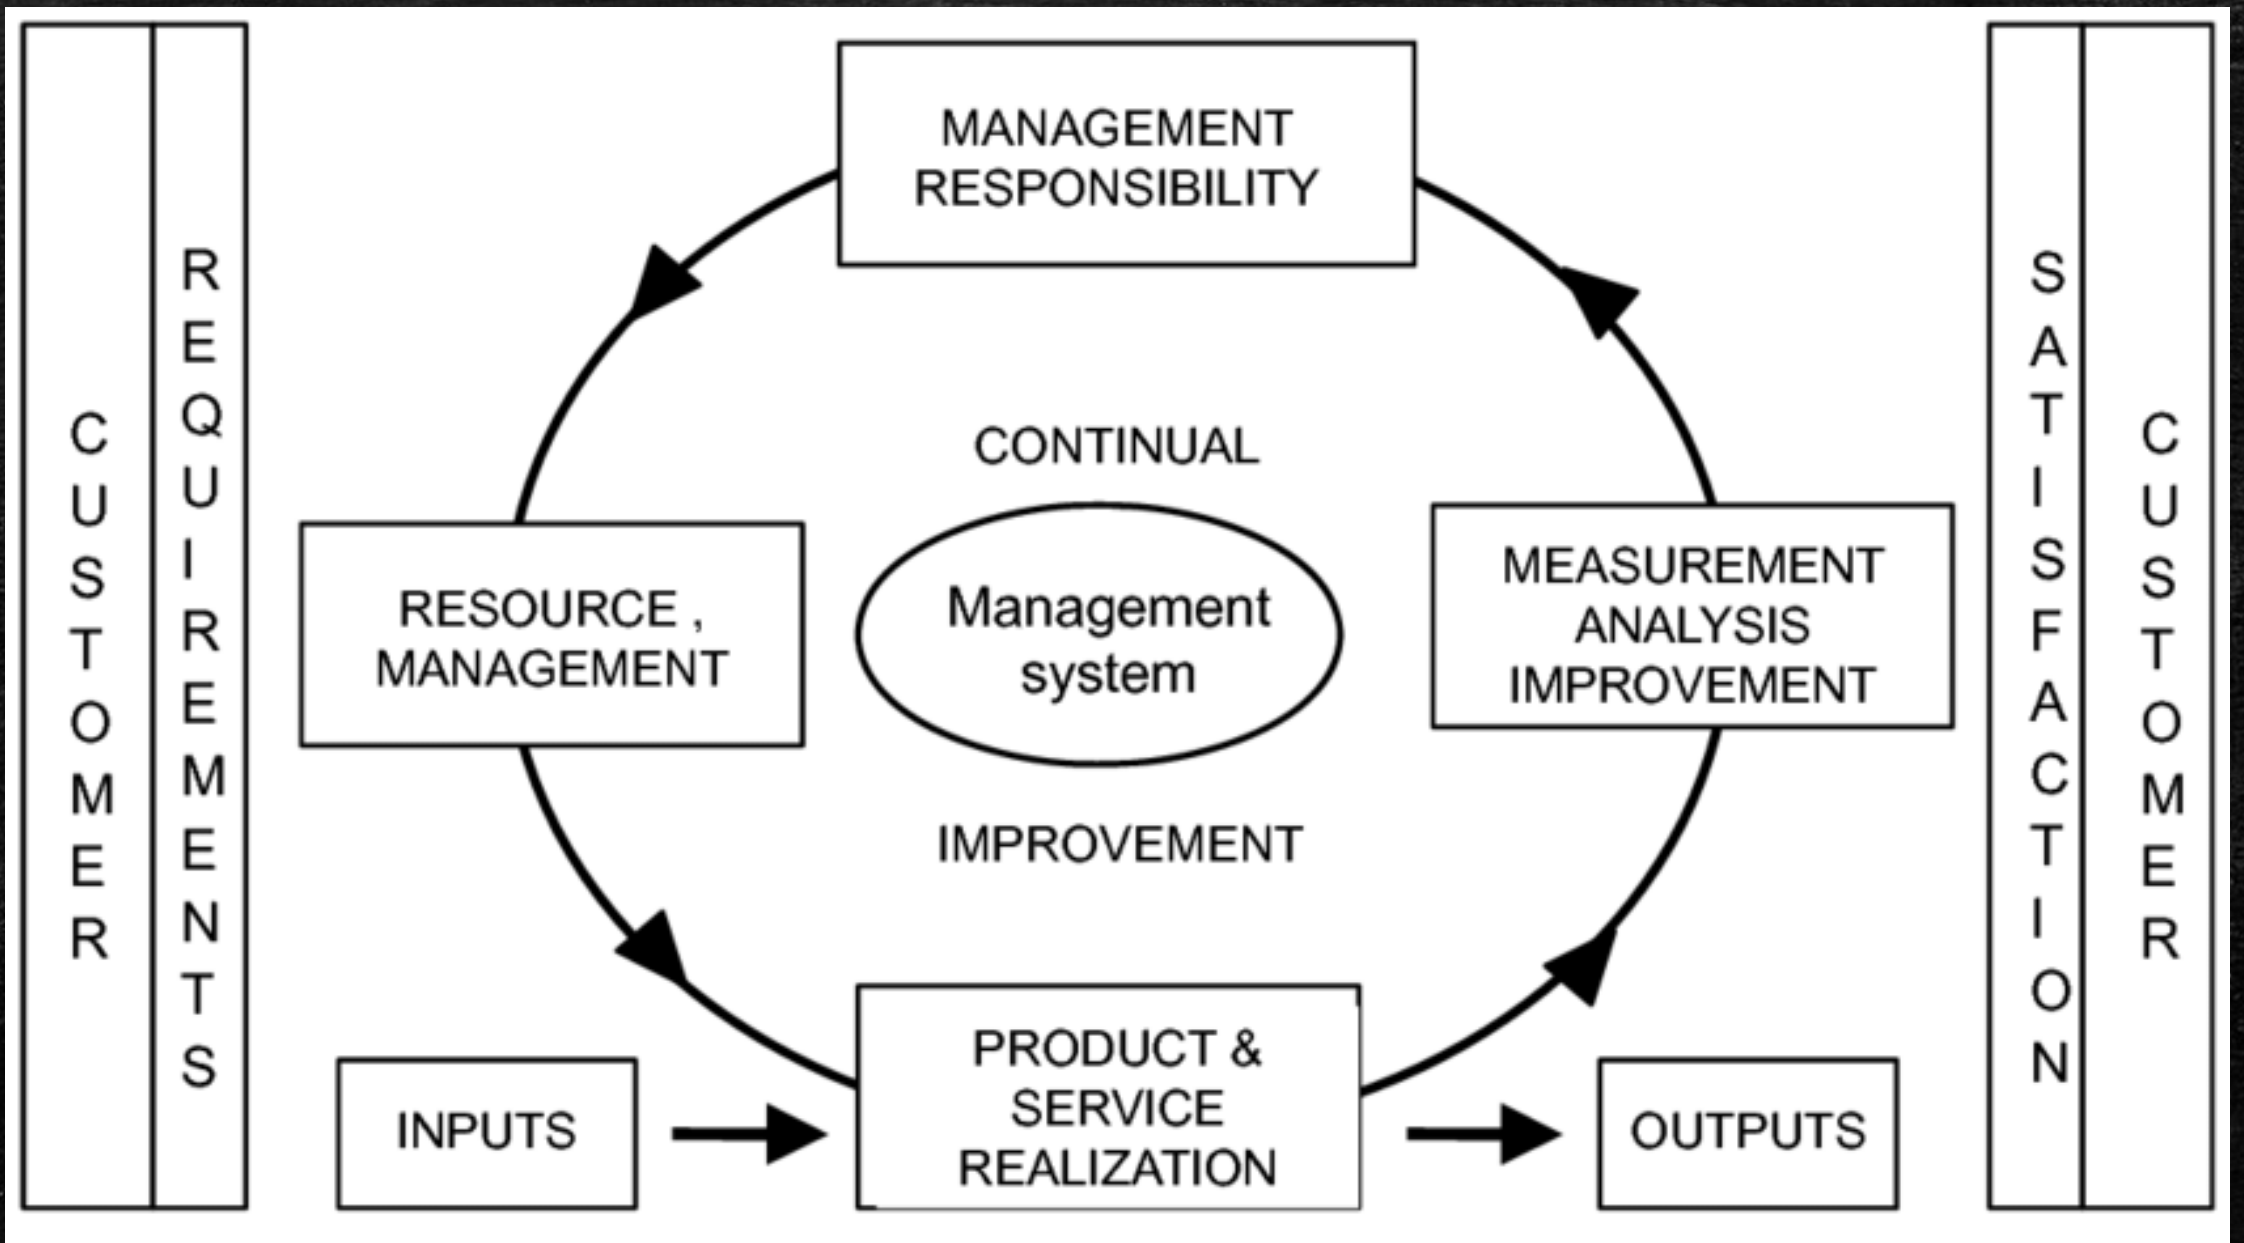 CUSTOMER
REQUIREMENTS
MANAGEMENT
RESPONSIBILITY
CONTINUAL
Management
system
IMPROVEMENT
RESOURCE ,
MANAGEMENT
MEASUREMENT
ANALYSIS
IMPROVEMENT
INPUTS
PRODUCT &
SERVICE
REALIZATION
OUTPUTS
SATISFACTION
CUSTOMER